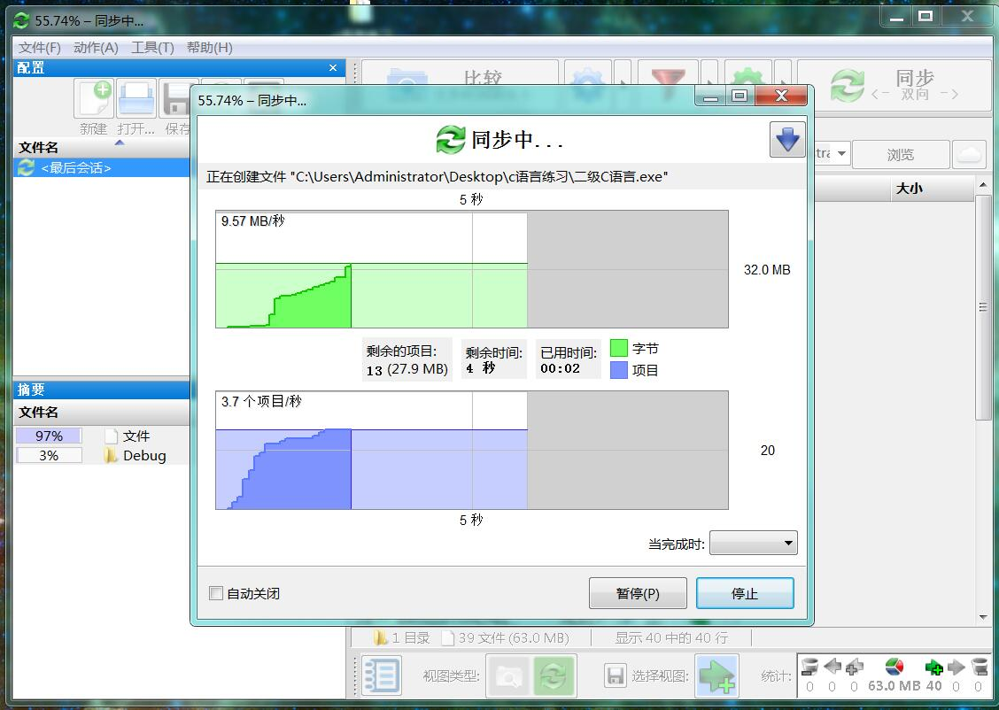 55.74% – 同步中...
文件(F) 动作(A) 工具(T) 帮助(H)
配置
比较
同步
双向
新建 打开... 保存
文件名
<最后会话>
浏览
大小
55.74% – 同步中...
同步中...
正在创建文件 "C:\Users\Administrator\Desktop\c语言练习\二级C语言.exe"
5 秒
9.57 MB/秒
32.0 MB
剩余的项目:
13 (27.9 MB)
剩余时间:
4 秒
已用时间:
00:02
字节
项目
3.7 个项目/秒
20
5 秒
当完成时:
自动关闭
暂停(P)
停止
摘要
文件名
97% 文件
3% Debug
1 目录 39 文件 (63.0 MB) 显示 40 中的 40 行
视图类型:
选择视图:
统计:
0 0 0 63.0 MB 40 0 0